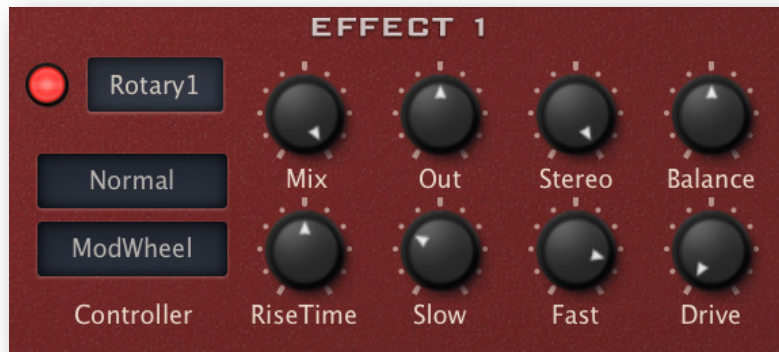 EFFECT 1
Rotary1
Normal
ModWheel
Controller
Mix Out Stereo Balance
RiseTime Slow Fast Drive